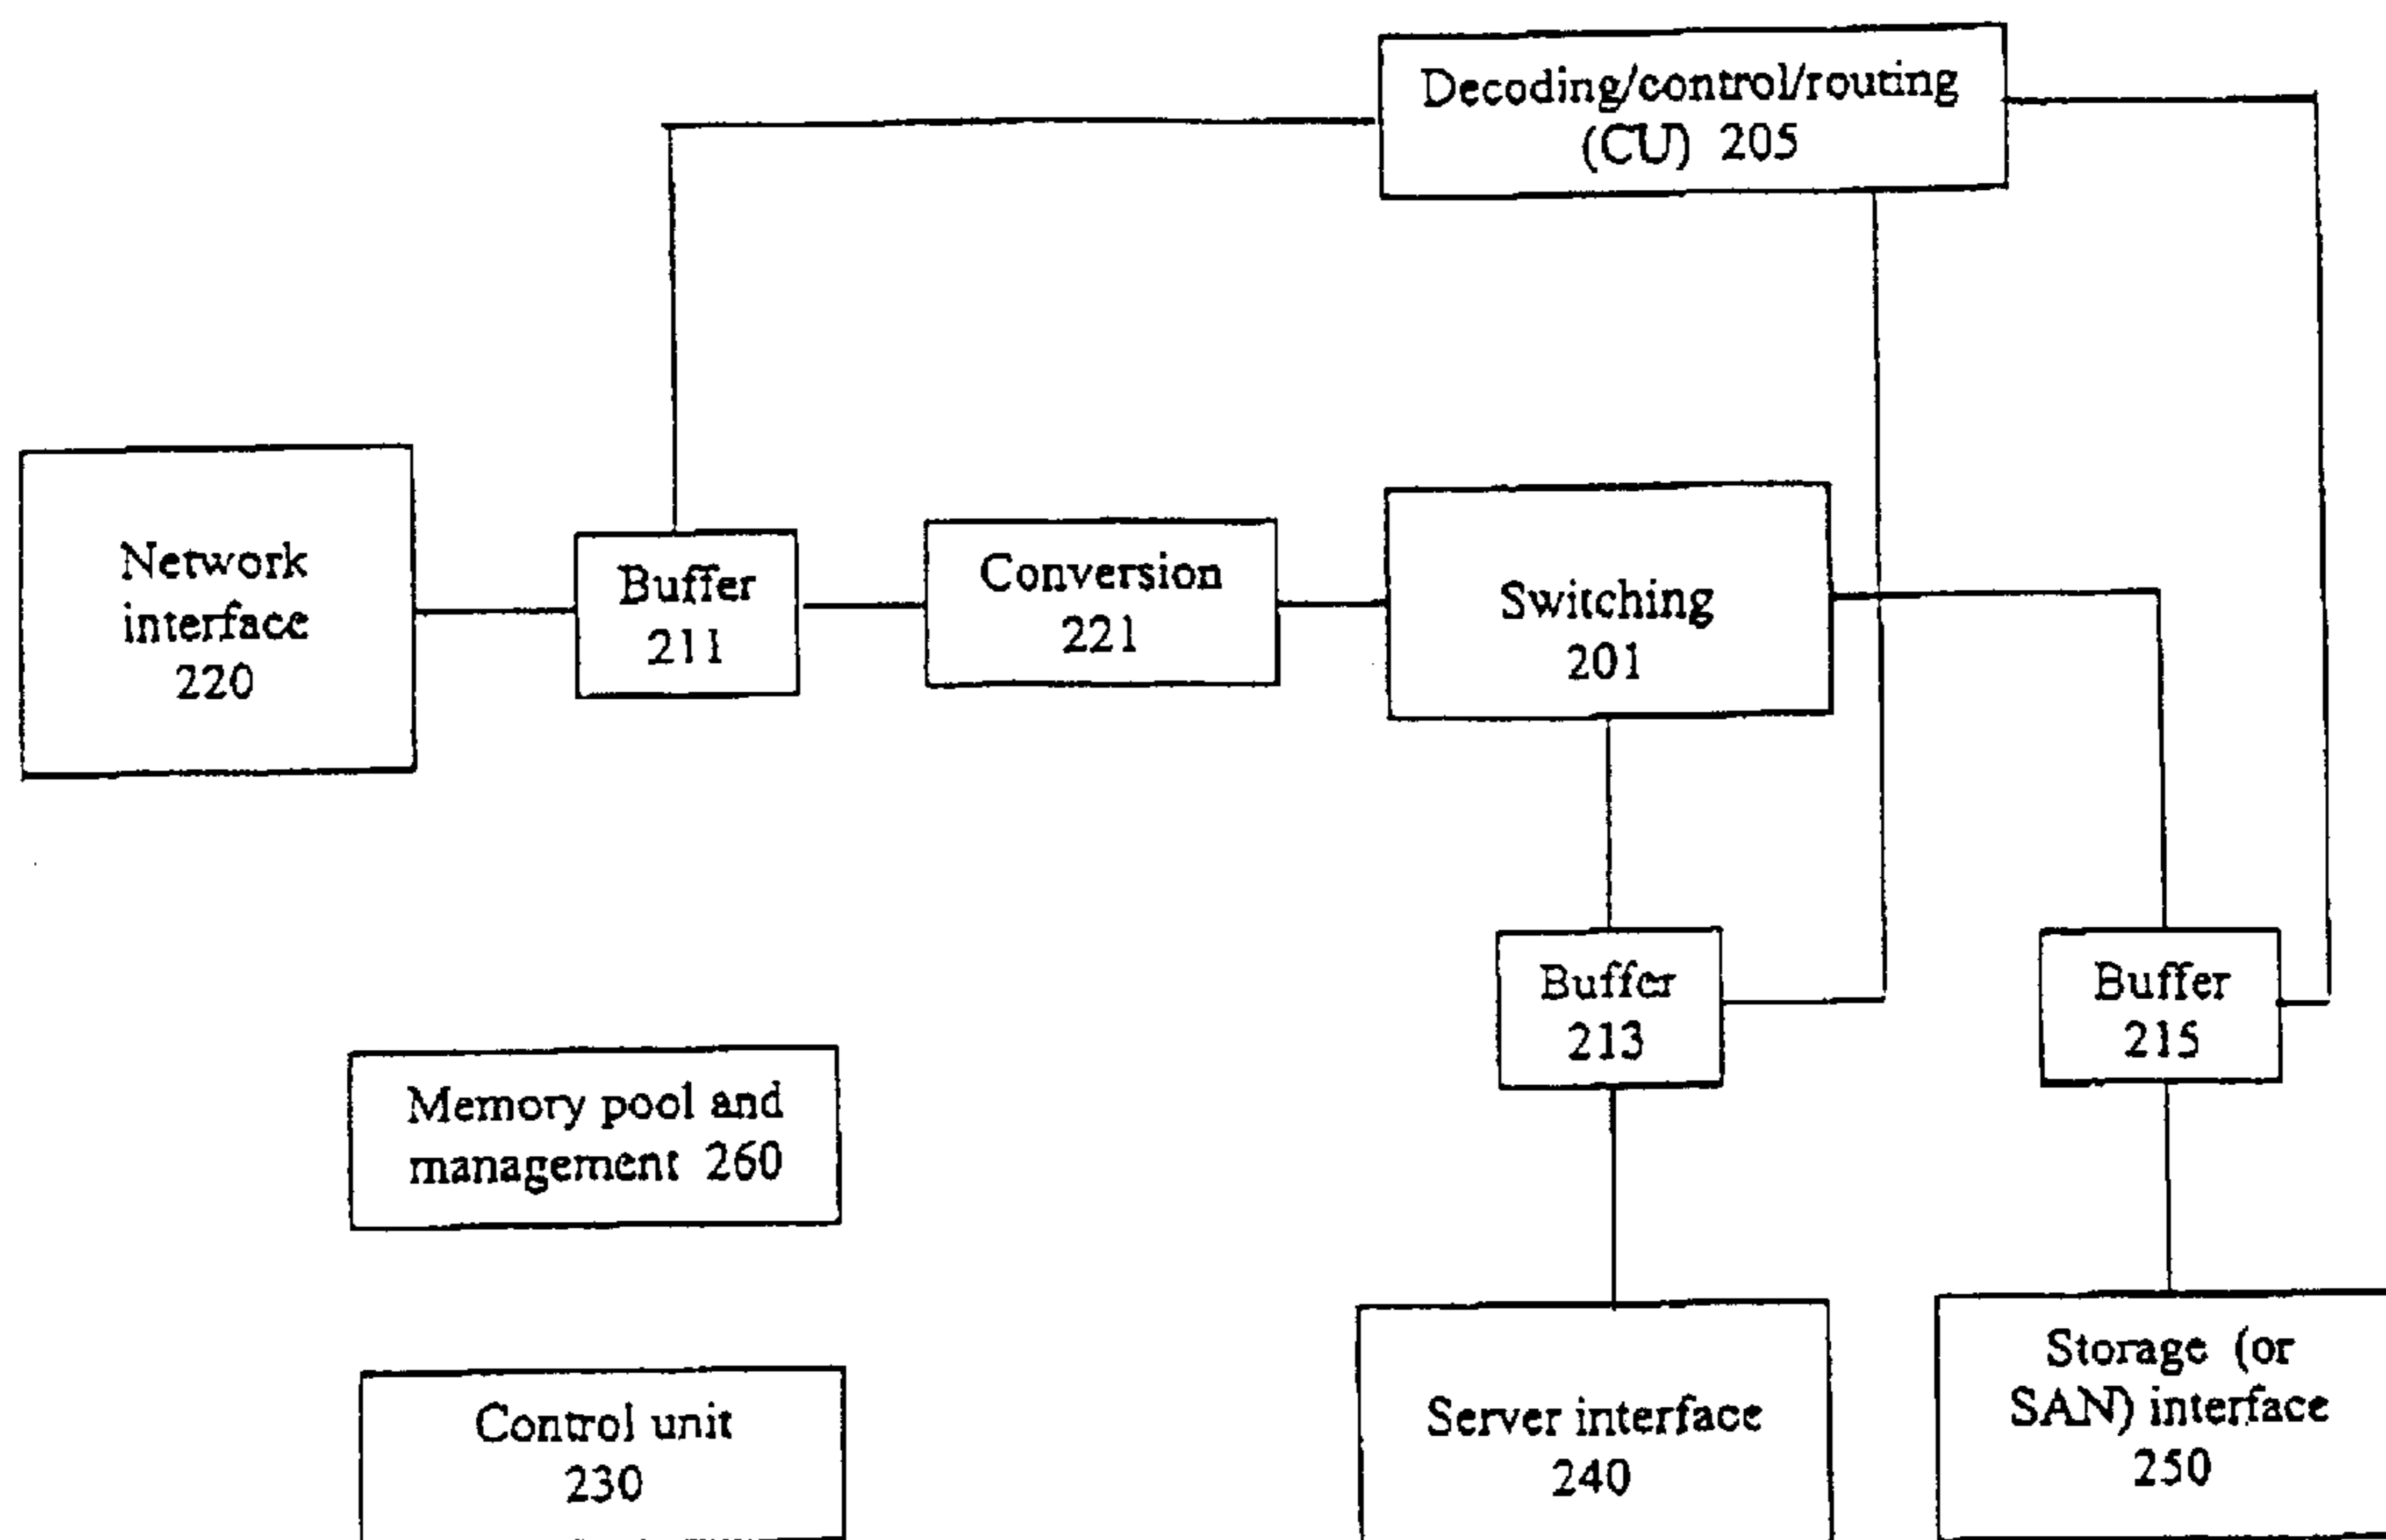 Decoding/control/routing
(CU) 205
Network
interface
220
Buffer
211
Conversion
221
Switching
201
Buffer
213
Buffer
215
Memory pool and
management 260
Control unit
230
Server interface
240
Storage (or
SAN) interface
250